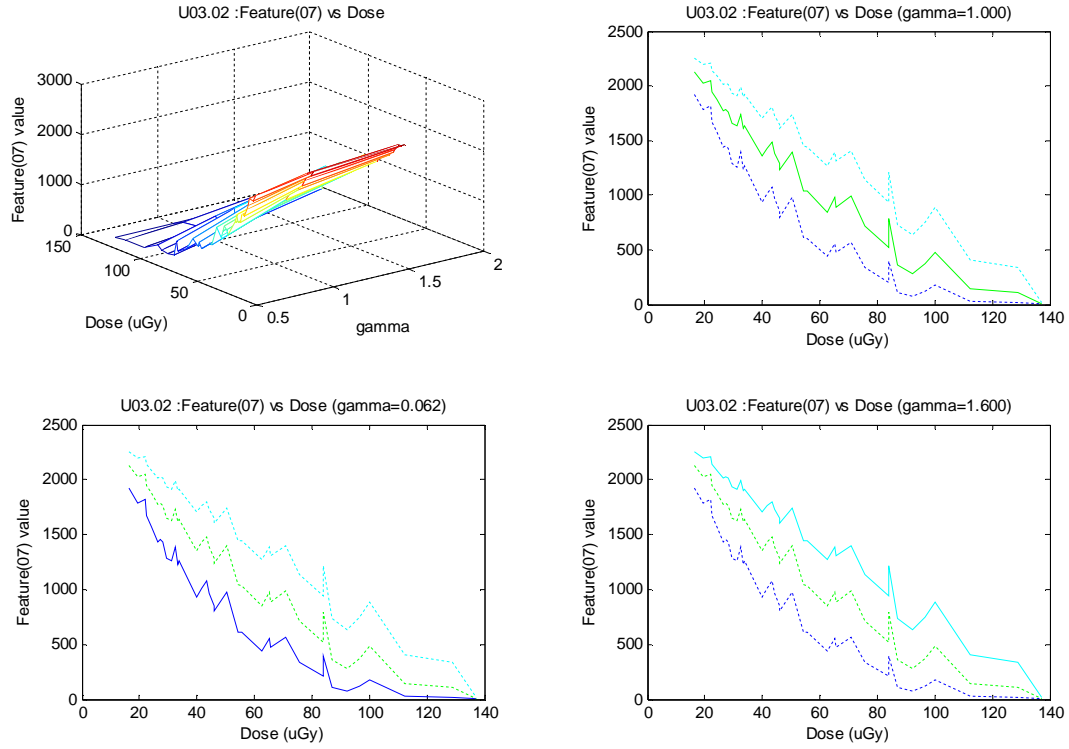 U03.02 :Feature(07) vs Dose
3000
2000
1000
0
Feature(07) value
150
100
50
0
Dose (uGy)
0.5
1
1.5
2
gamma
U03.02 :Feature(07) vs Dose (gamma=1.000)
2500
2000
1500
1000
500
0
Feature(07) value
0 20 40 60 80 100 120 140
Dose (uGy)
U03.02 :Feature(07) vs Dose (gamma=0.062)
2500
2000
1500
1000
500
0
Feature(07) value
0 20 40 60 80 100 120 140
Dose (uGy)
U03.02 :Feature(07) vs Dose (gamma=1.600)
2500
2000
1500
1000
500
0
Feature(07) value
0 20 40 60 80 100 120 140
Dose (uGy)